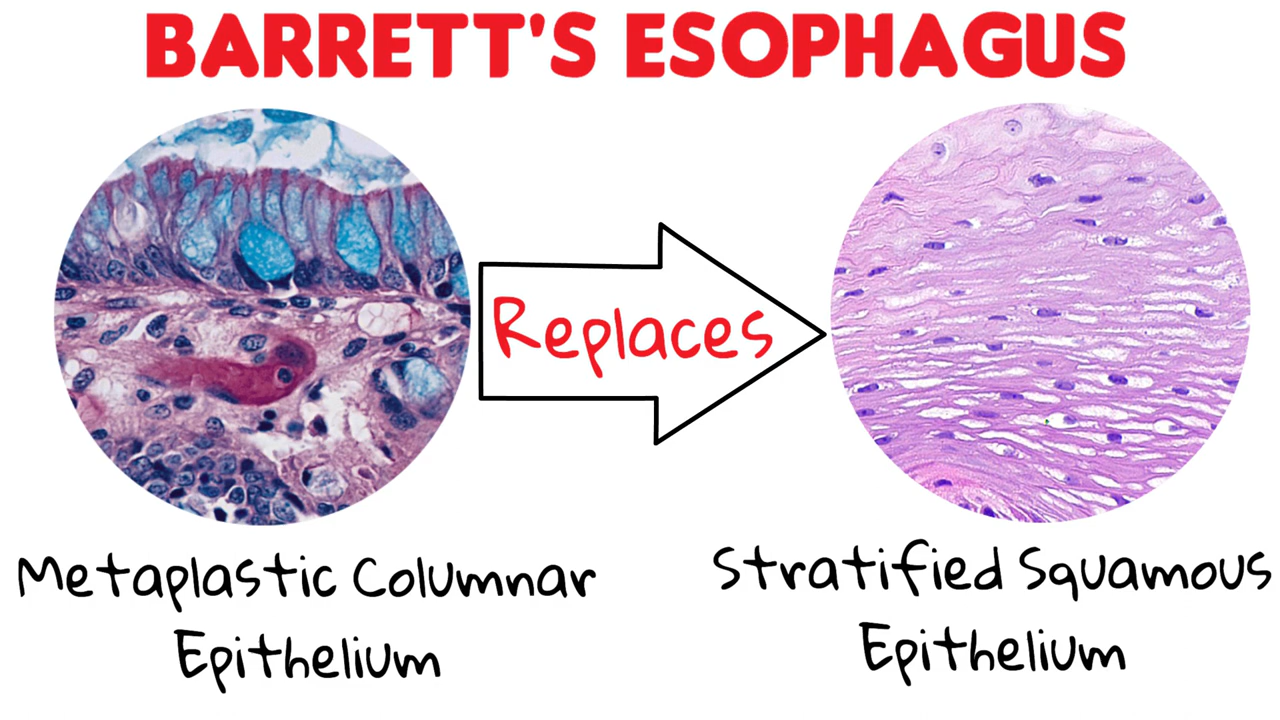 BARRETT'S ESOPHAGUS
Metaplastic Columnar
Epithelium
Replaces
Stratified Squamous
Epithelium